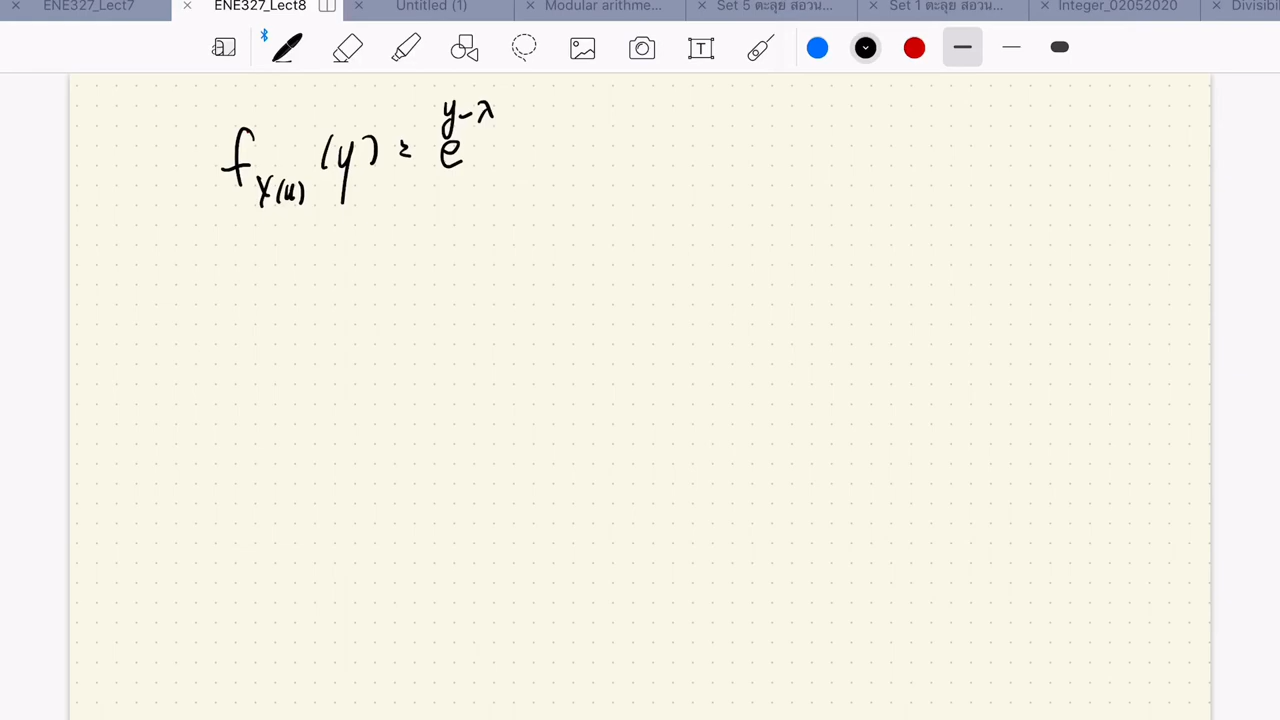 ENE327_Lect7 ENE327_Lect8 Untitled (1) Modular arithme... Set 5 ตะลุย สอวน... Set 1 ตะลุย สอวน... Integer_02052020 Divisibil
a T
f_{X(u)} (y) = e^{y-λ}